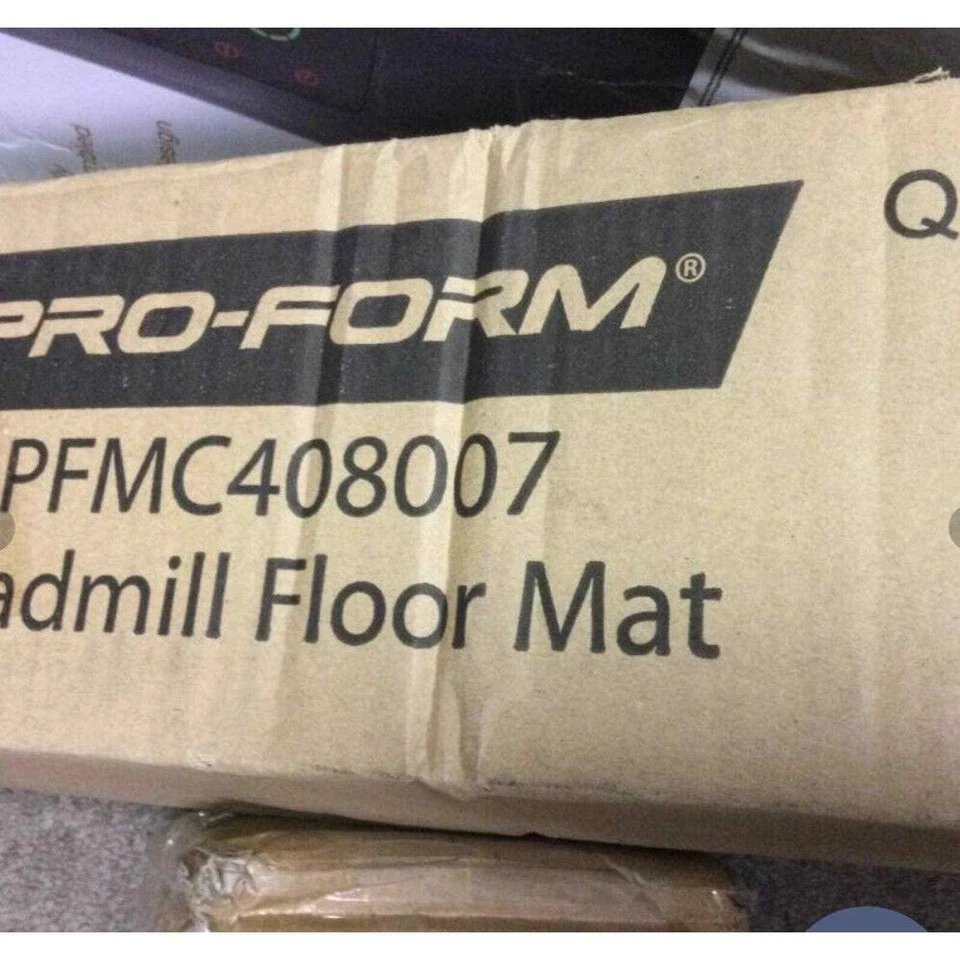 PRO-FORM®
Q
PFMC408007
admill Floor Mat